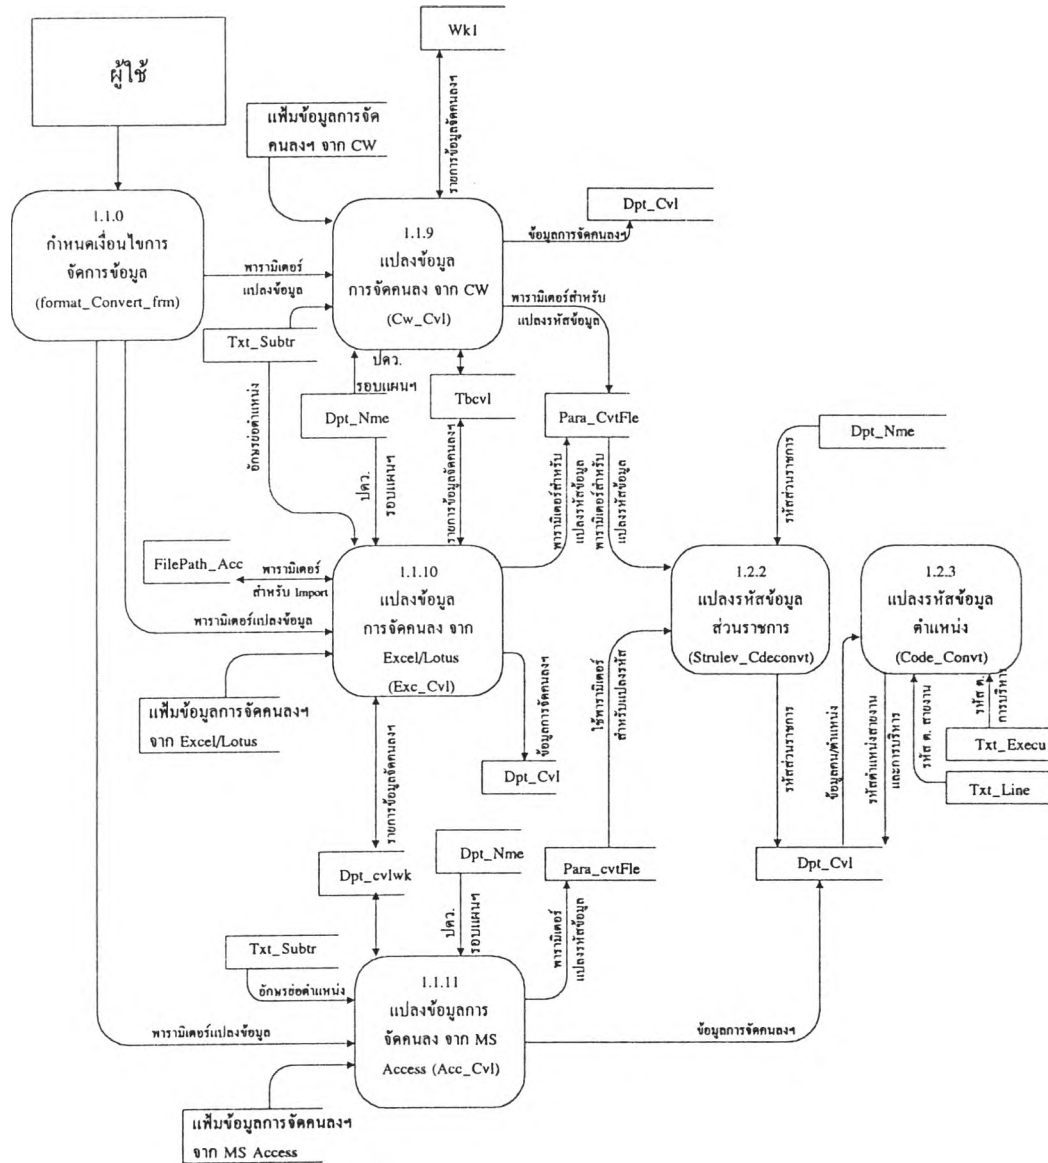 Wk1
ผู้ใช้
แฟ้มข้อมูลการจัด
คนลงฯ จาก CW
รายการข้อมูลจัดคนลงฯ
Dpt_Cvl
1.1.0
กำหนดเงื่อนไขการ
จัดการข้อมูล
(format_Convert_frm)
1.1.9
แปลงข้อมูล
การจัดคนลง จาก CW
(Cw_Cvl)
ข้อมูลการจัดคนลงฯ
พารามิเตอร์
แปลงข้อมูล
พารามิเตอร์สำหรับ
แปลงรหัสข้อมูล
Txt_Subtr
ปดว.
รอบแผนฯ
Dpt_Nme
Tbcvl
Para_CvtFle
Dpt_Nme
อักษรย่อตำแหน่ง
ปดว.
รอบแผนฯ
รายการข้อมูลจัดคนลงฯ
พารามิเตอร์สำหรับ
แปลงรหัสข้อมูล
พารามิเตอร์สำหรับ
แปลงรหัสข้อมูล
รหัสส่วนราชการ
FilePath_Acc
พารามิเตอร์
สำหรับ Import
1.1.10
แปลงข้อมูล
การจัดคนลง จาก
Excel/Lotus
(Exc_Cvl)
1.2.2
แปลงรหัสข้อมูล
ส่วนราชการ
(Strulev_Cdeconvt)
1.2.3
แปลงรหัสข้อมูล
ตำแหน่ง
(Code_Convt)
พารามิเตอร์แปลงข้อมูล
แฟ้มข้อมูลการจัดคนลงฯ
จาก Excel/Lotus
ข้อมูลการจัดคนลงฯ
Dpt_Cvl
รายการข้อมูลจัดคนลงฯ
ใช้พารามิเตอร์
สำหรับแปลงรหัส
รหัสส่วนราชการ
ข้อมูลคน/ตำแหน่ง
รหัสตำแหน่งสายงาน
และการบริหาร
รหัส ต. สายงาน
รหัส ต.
การบริหาร
Txt_Execu
Txt_Line
Dpt_cvlwk
Dpt_Nme
Para_cvtFle
Dpt_Cvl
ปดว.
รอบแผนฯ
พารามิเตอร์
แปลงรหัสข้อมูล
Txt_Subtr
อักษรย่อตำแหน่ง
1.1.11
แปลงข้อมูลการ
จัดคนลง จาก MS
Access (Acc_Cvl)
พารามิเตอร์แปลงข้อมูล
ข้อมูลการจัดคนลงฯ
แฟ้มข้อมูลการจัดคนลงฯ
จาก MS Access